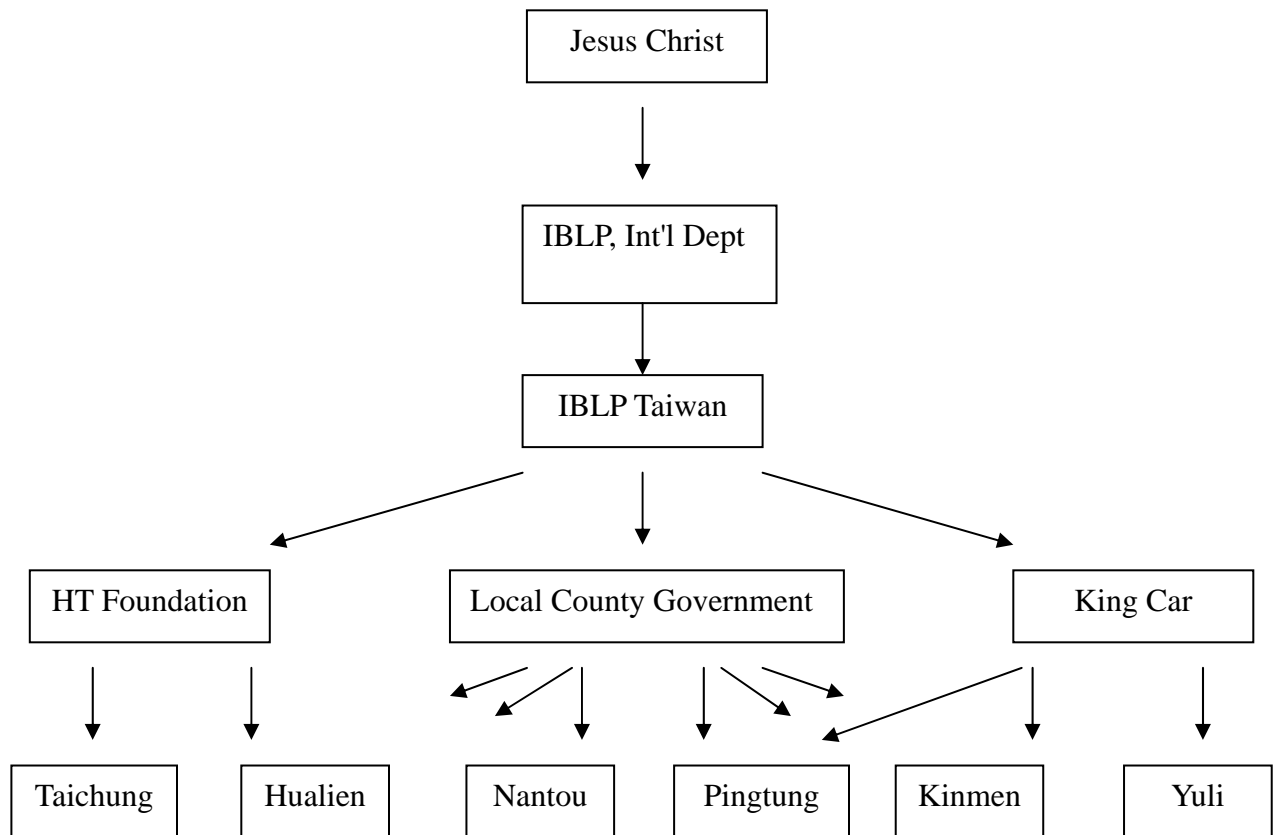 Jesus Christ
IBLP, Int'l Dept
IBLP Taiwan
HT Foundation
Local County Government
King Car
Taichung
Hualien
Nantou
Pingtung
Kinmen
Yuli